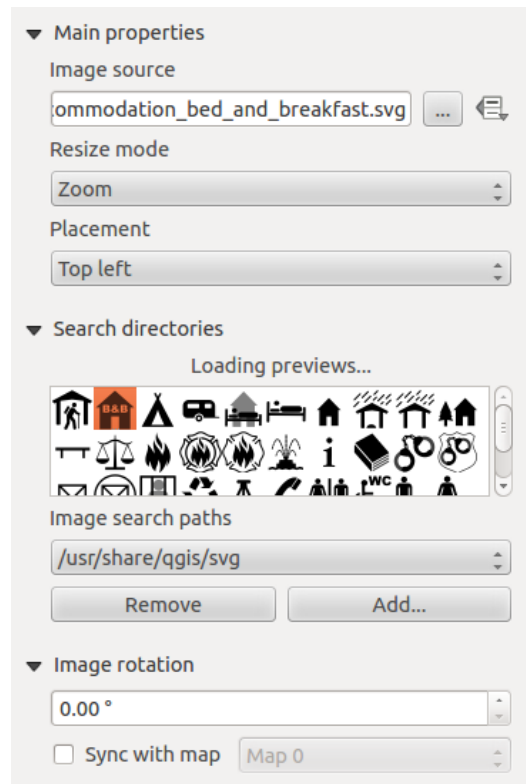 Main properties
Image source
ommodation_bed_and_breakfast.svg ...
Resize mode
Zoom
Placement
Top left
Search directories
Loading previews...
B&B
i
WC
Image search paths
/usr/share/qgis/svg
Remove Add...
Image rotation
0.00 °
Sync with map Map 0